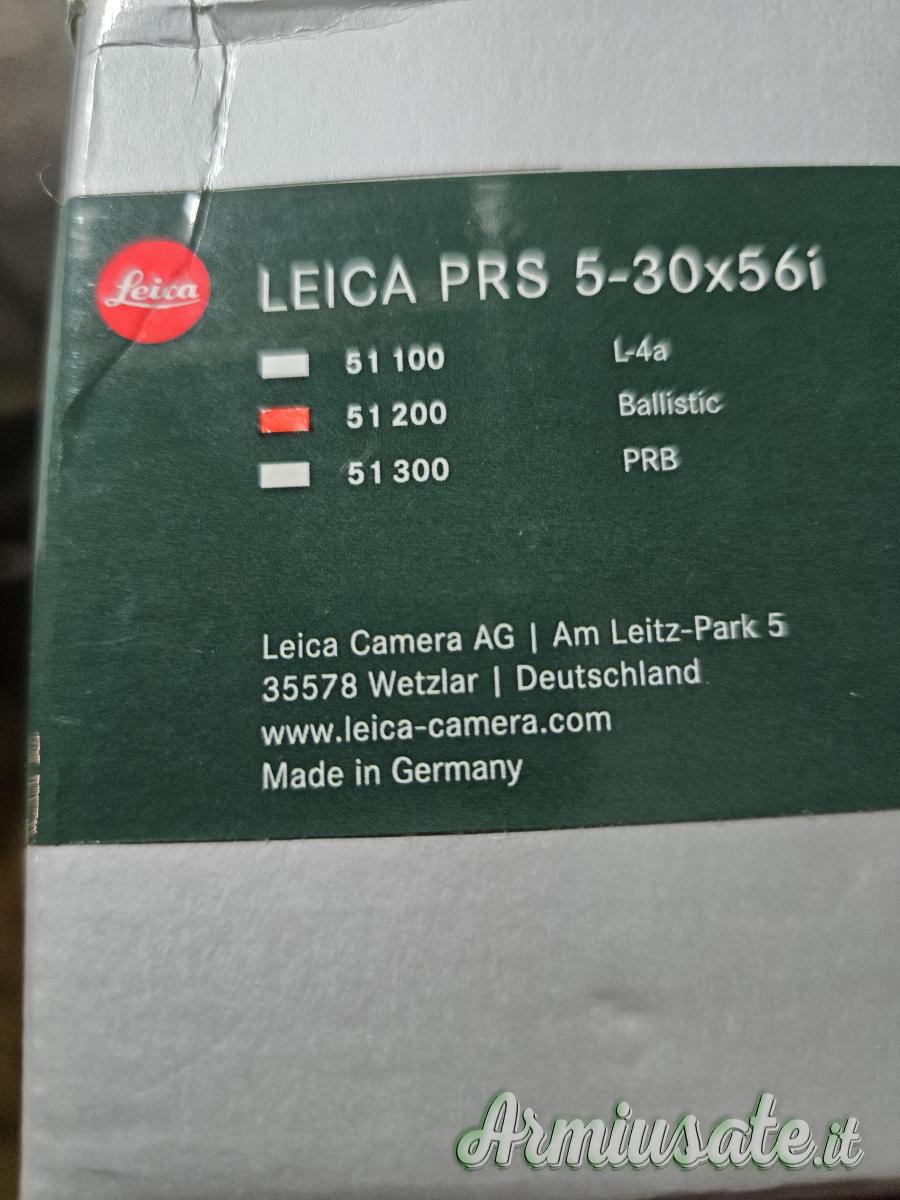 Leica
LEICA PRS 5-30x56i
51 100 L-4a
51 200 Ballistic
51 300 PRB
Leica Camera AG | Am Leitz-Park 5
35578 Wetzlar | Deutschland
www.leica-camera.com
Made in Germany
Armiusate.it